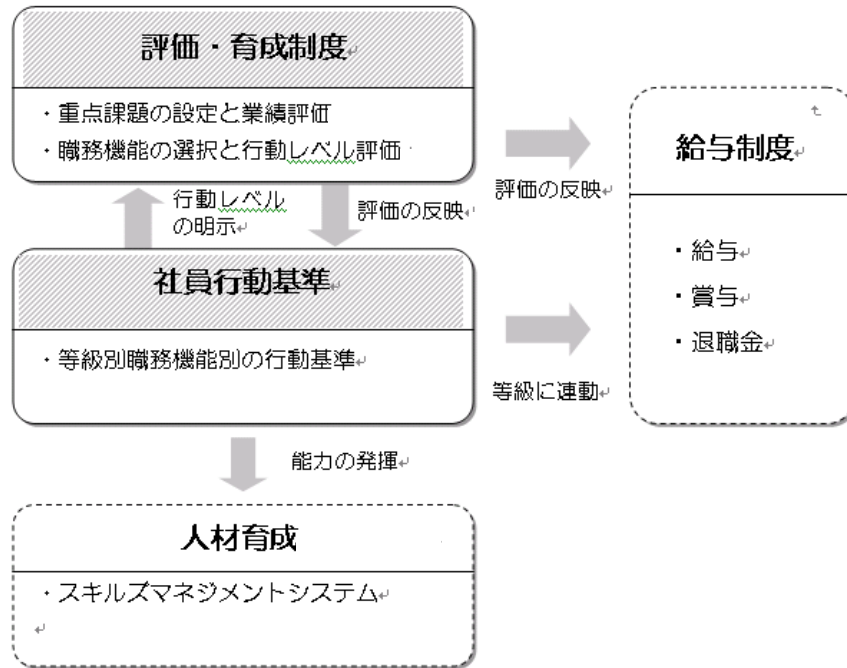 評価・育成制度
・重点課題の設定と業績評価
・職務機能の選択と行動レベル評価
行動レベル
の明示
評価の反映
評価の反映
給与制度
・給与
・賞与
・退職金
社員行動基準
・等級別職務機能別の行動基準
等級に連動
能力の発揮
人材育成
・スキルズマネジメントシステム